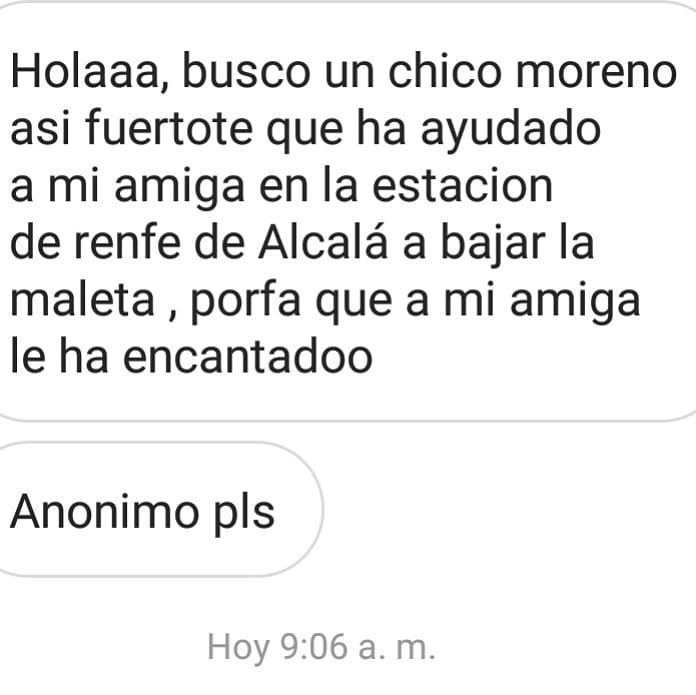 Holaaa, busco un chico moreno
asi fuertote que ha ayudado
a mi amiga en la estacion
de renfe de Alcalá a bajar la
maleta , porfa que a mi amiga
le ha encantadoo
Anonimo pls
Hoy 9:06 a. m.